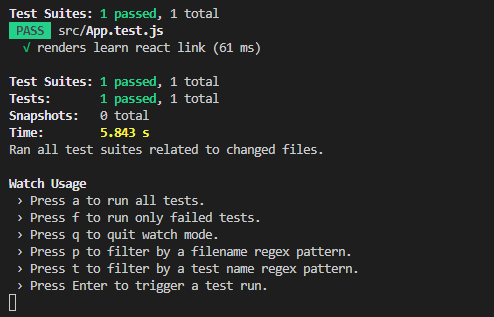 Test Suites: 1 passed, 1 total
PASS src/App.test.js
√ renders learn react link (61 ms)
Test Suites: 1 passed, 1 total
Tests: 1 passed, 1 total
Snapshots: 0 total
Time: 5.843 s
Ran all test suites related to changed files.
Watch Usage
› Press a to run all tests.
› Press f to run only failed tests.
› Press q to quit watch mode.
› Press p to filter by a filename regex pattern.
› Press t to filter by a test name regex pattern.
› Press Enter to trigger a test run.